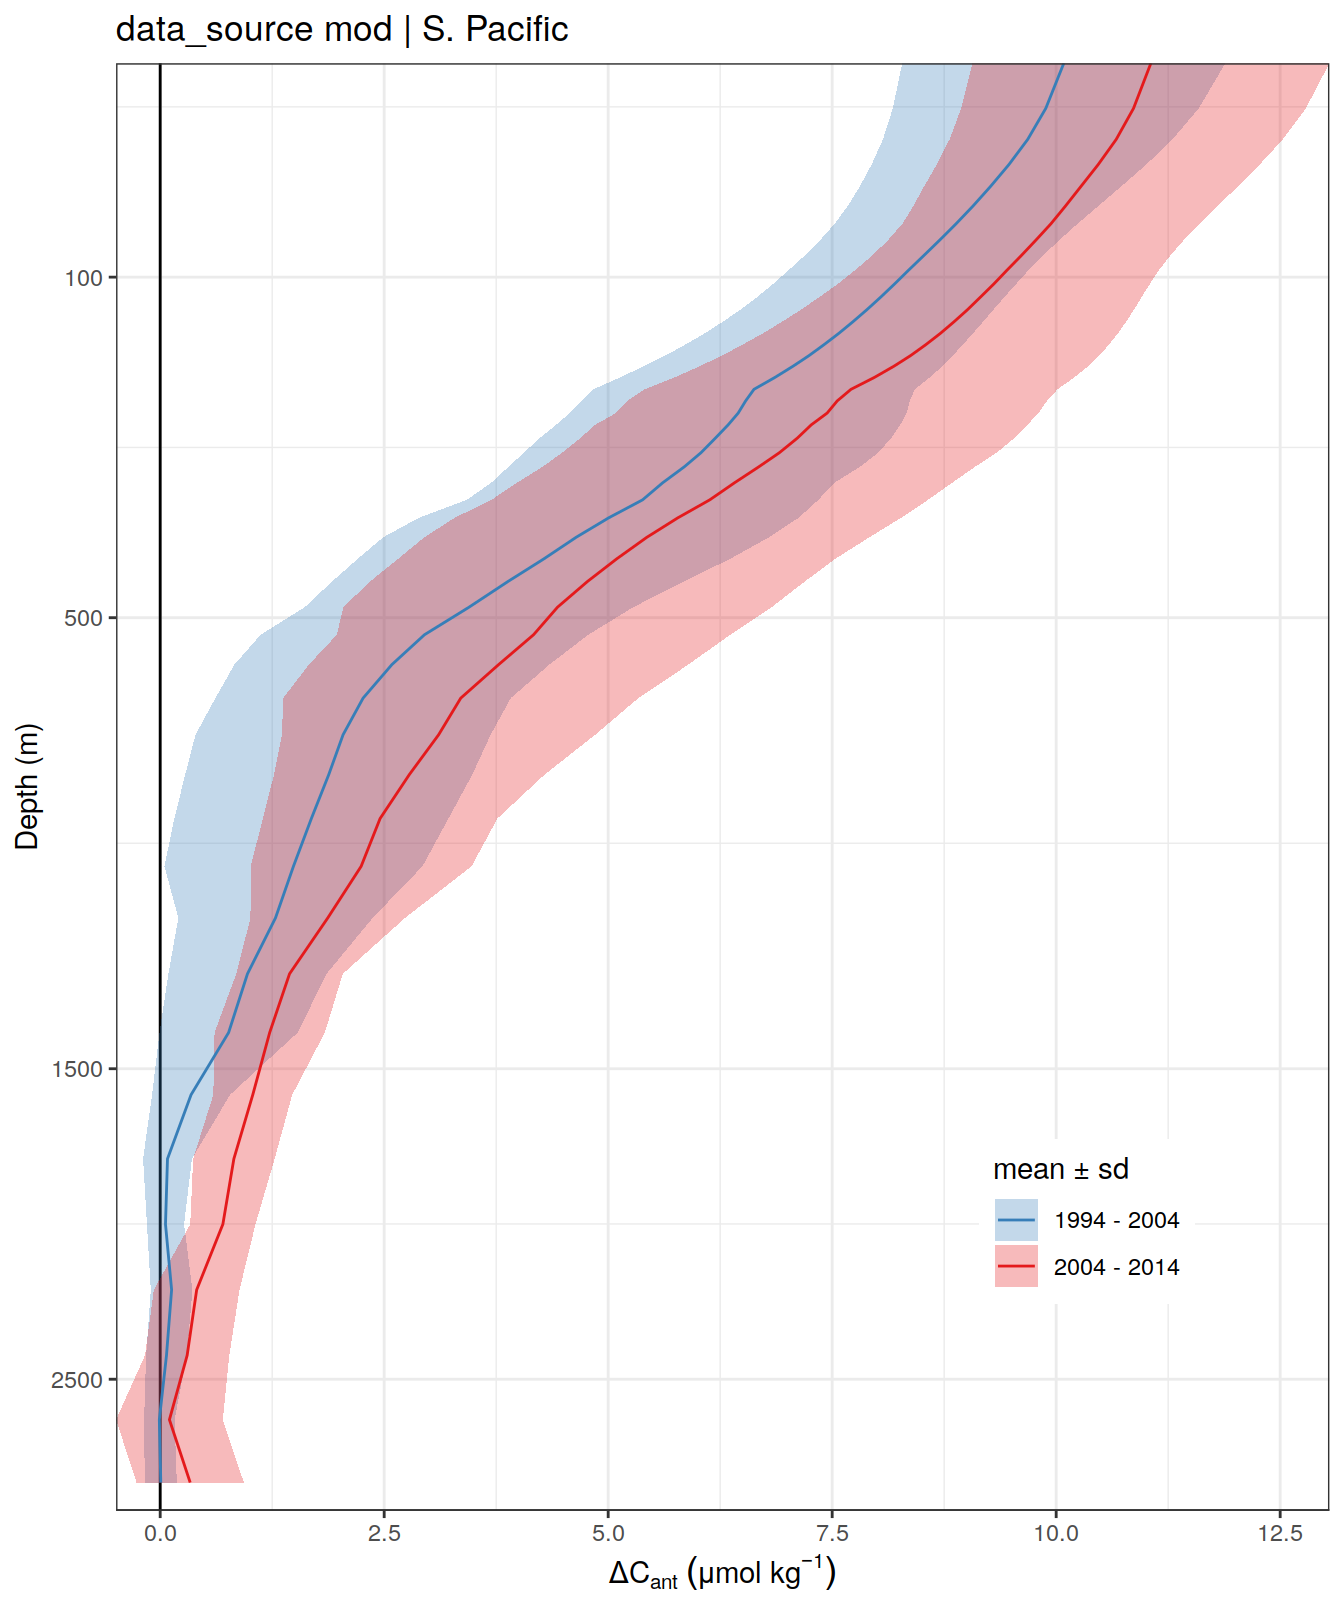 data_source mod | S. Pacific
Depth (m)
100
500
1500
2500
mean ± sd
1994 - 2004
2004 - 2014
0.0 2.5 5.0 7.5 10.0 12.5
ΔCant (μmol kg−1)